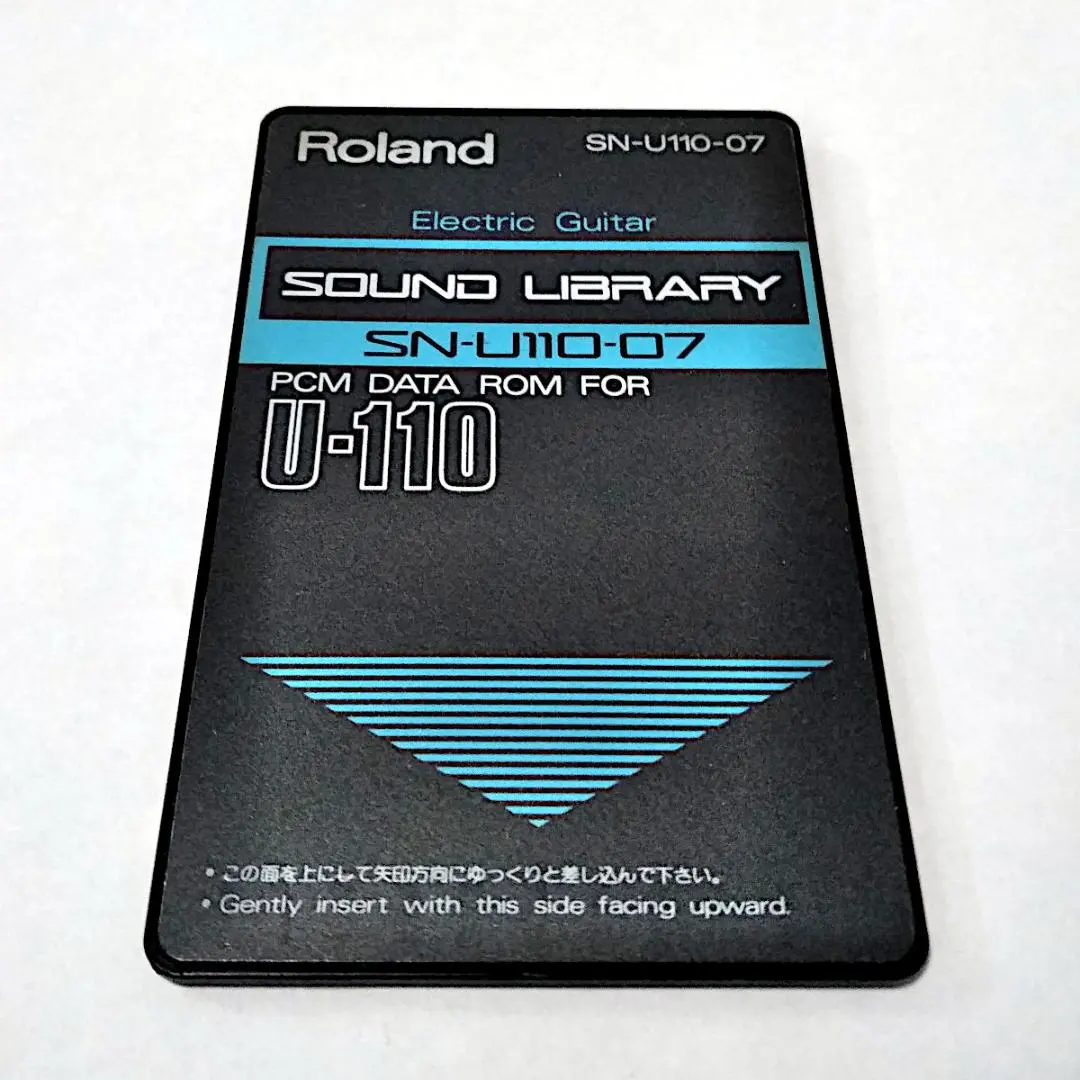 Roland SN-U110-07
Electric Guitar
SOUND LIBRARY
SN-U110-07
PCM DATA ROM FOR
U-110
• この面を上にして矢印方向にゆっくりと差し込んで下さい。
• Gently insert with this side facing upward.